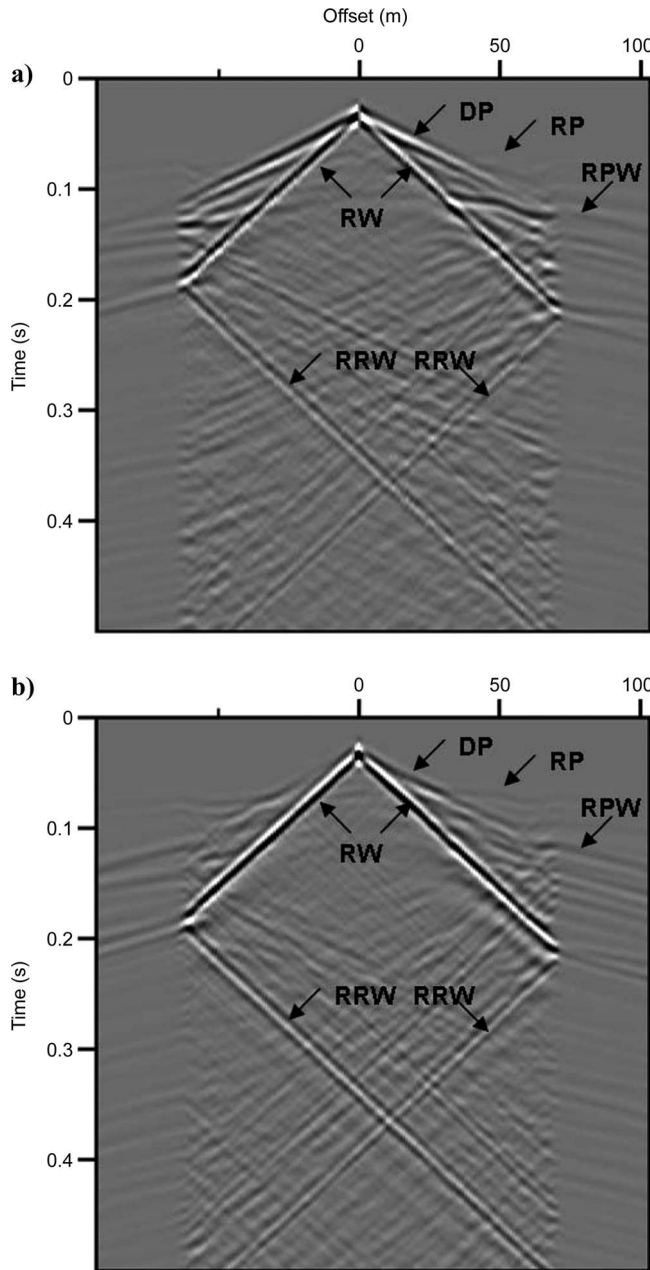 Offset (m)
0 50 100
a)
0
0.1
0.2
0.3
0.4
Time (s)
DP
RP
RPW
RW
RRW RRW
b)
0 50 100
0
0.1
0.2
0.3
0.4
Time (s)
DP
RP
RPW
RW
RRW RRW